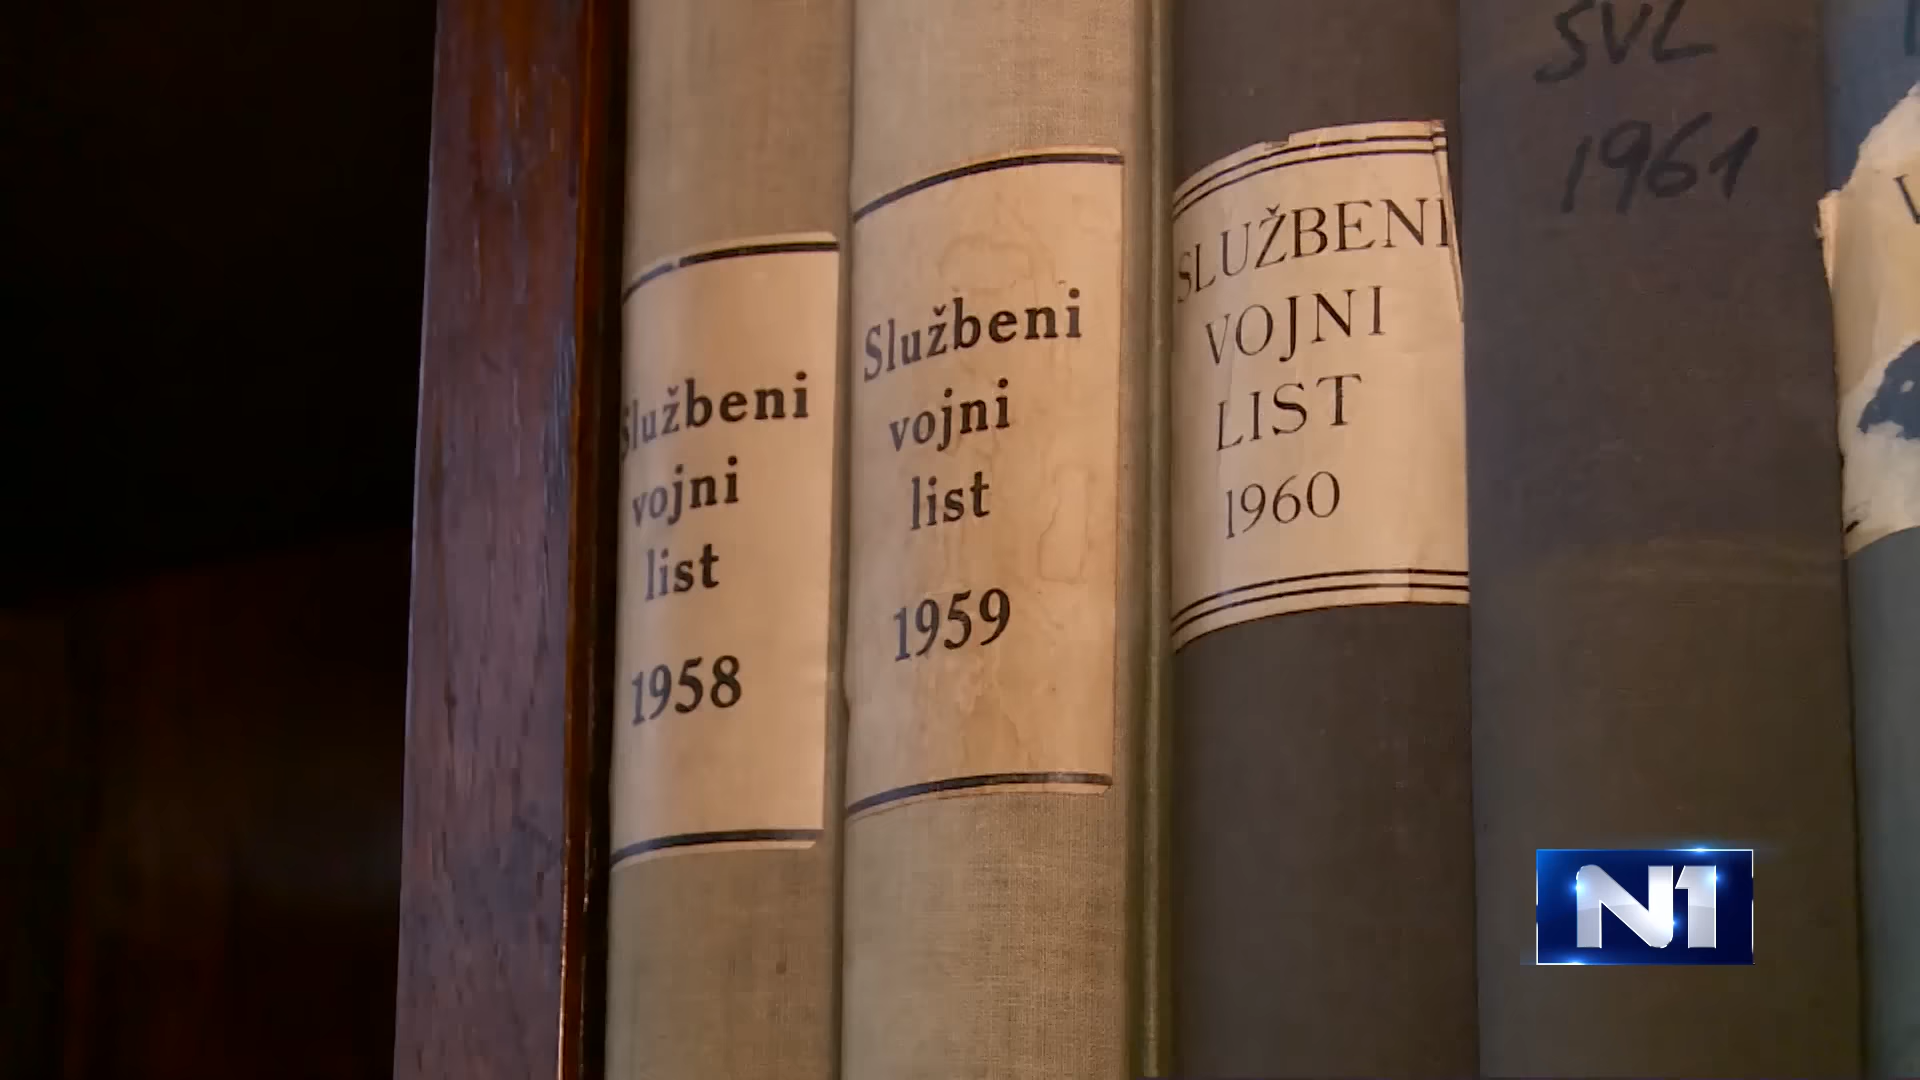 Službeni
vojni
list
1958
Službeni
vojni
list
1959
SLUŽBENI
VOJNI
LIST
1960
SVL
1961
N1